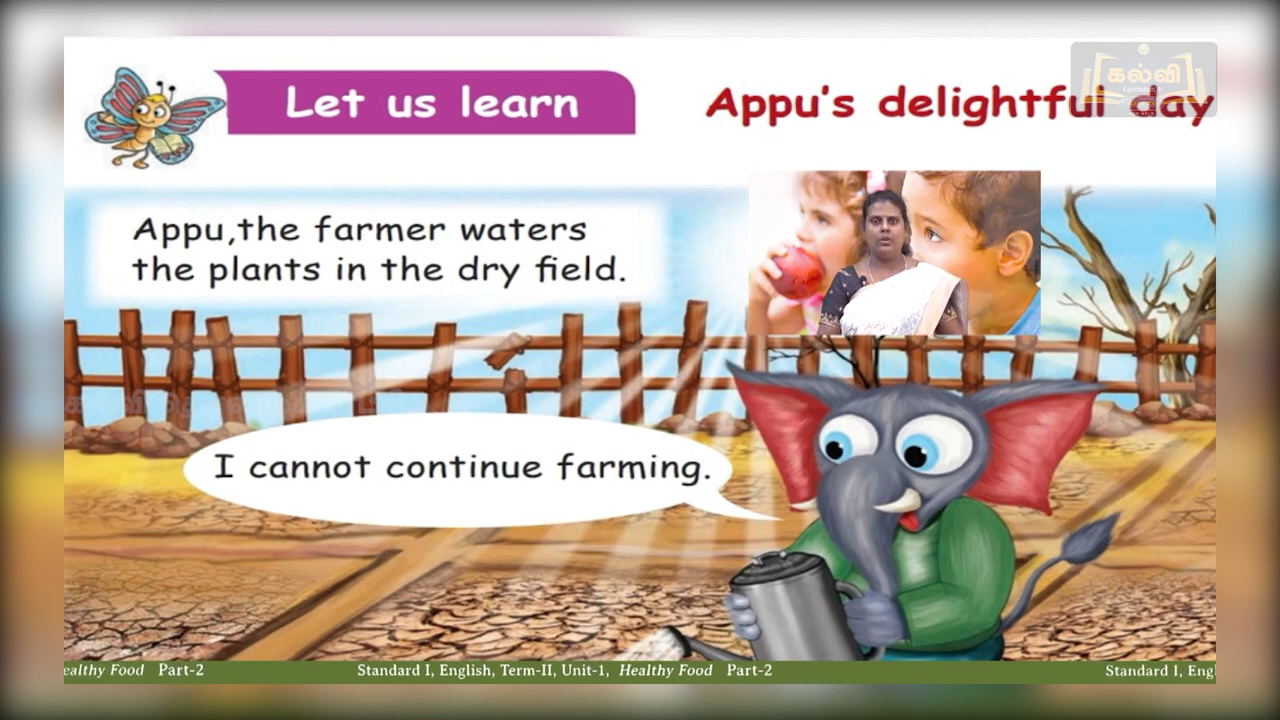 Let us learn
Appu's delightful day
கல்வி
Appu,the farmer waters
the plants in the dry field.
I cannot continue farming.
ealthy Food Part-2
Standard I, English, Term-II, Unit-1, Healthy Food Part-2
Standard I, Engl